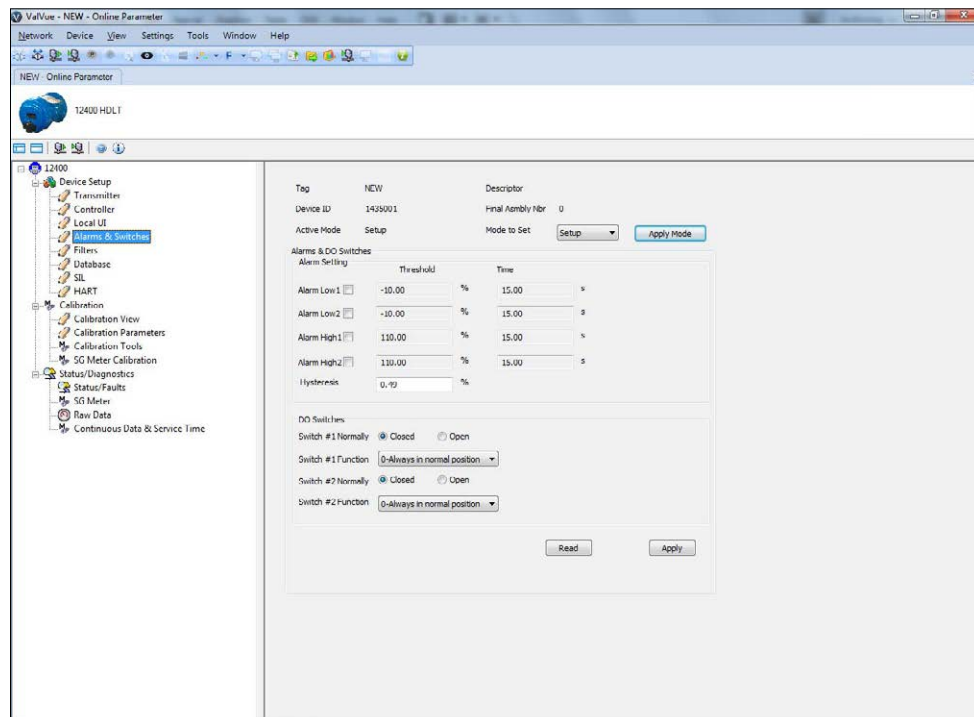 ValVue - NEW - Online Parameter
Network Device View Settings Tools Window Help
F
NEW - Online Parameter
12400 HDLT
12400
Device Setup
Transmitter
Controller
Local UI
Alarms & Switches
Filters
Database
SIL
HART
Calibration
Calibration View
Calibration Parameters
Calibration Tools
SG Meter Calibration
Status/Diagnostics
Status/Faults
SG Meter
Raw Data
Continuous Data & Service Time
Tag NEW Descriptor
Device ID 1435001 Final Asmbly Nbr 0
Active Mode Setup Mode to Set Setup Apply Mode
Alarms & DO Switches
Alarm Setting
Threshold Time
Alarm Low1 -10.00 % 15.00 s
Alarm Low2 -10.00 % 15.00 s
Alarm High1 110.00 % 15.00 s
Alarm High2 110.00 % 15.00 s
Hysteresis 0.49 %
DO Switches
Switch #1 Normally Closed Open
Switch #1 Function 0-Always in normal position
Switch #2 Normally Closed Open
Switch #2 Function 0-Always in normal position
Read Apply